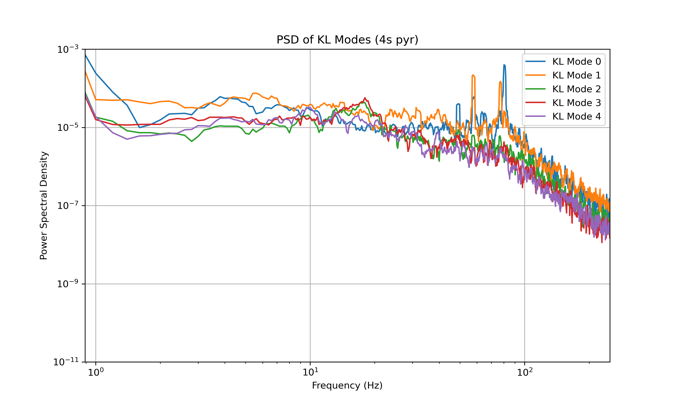 PSD of KL Modes (4s pyr)
KL Mode 0
KL Mode 1
KL Mode 2
KL Mode 3
KL Mode 4
Power Spectral Density
10⁻³
10⁻⁵
10⁻⁷
10⁻⁹
10⁻¹¹
10⁰ 10¹ 10²
Frequency (Hz)